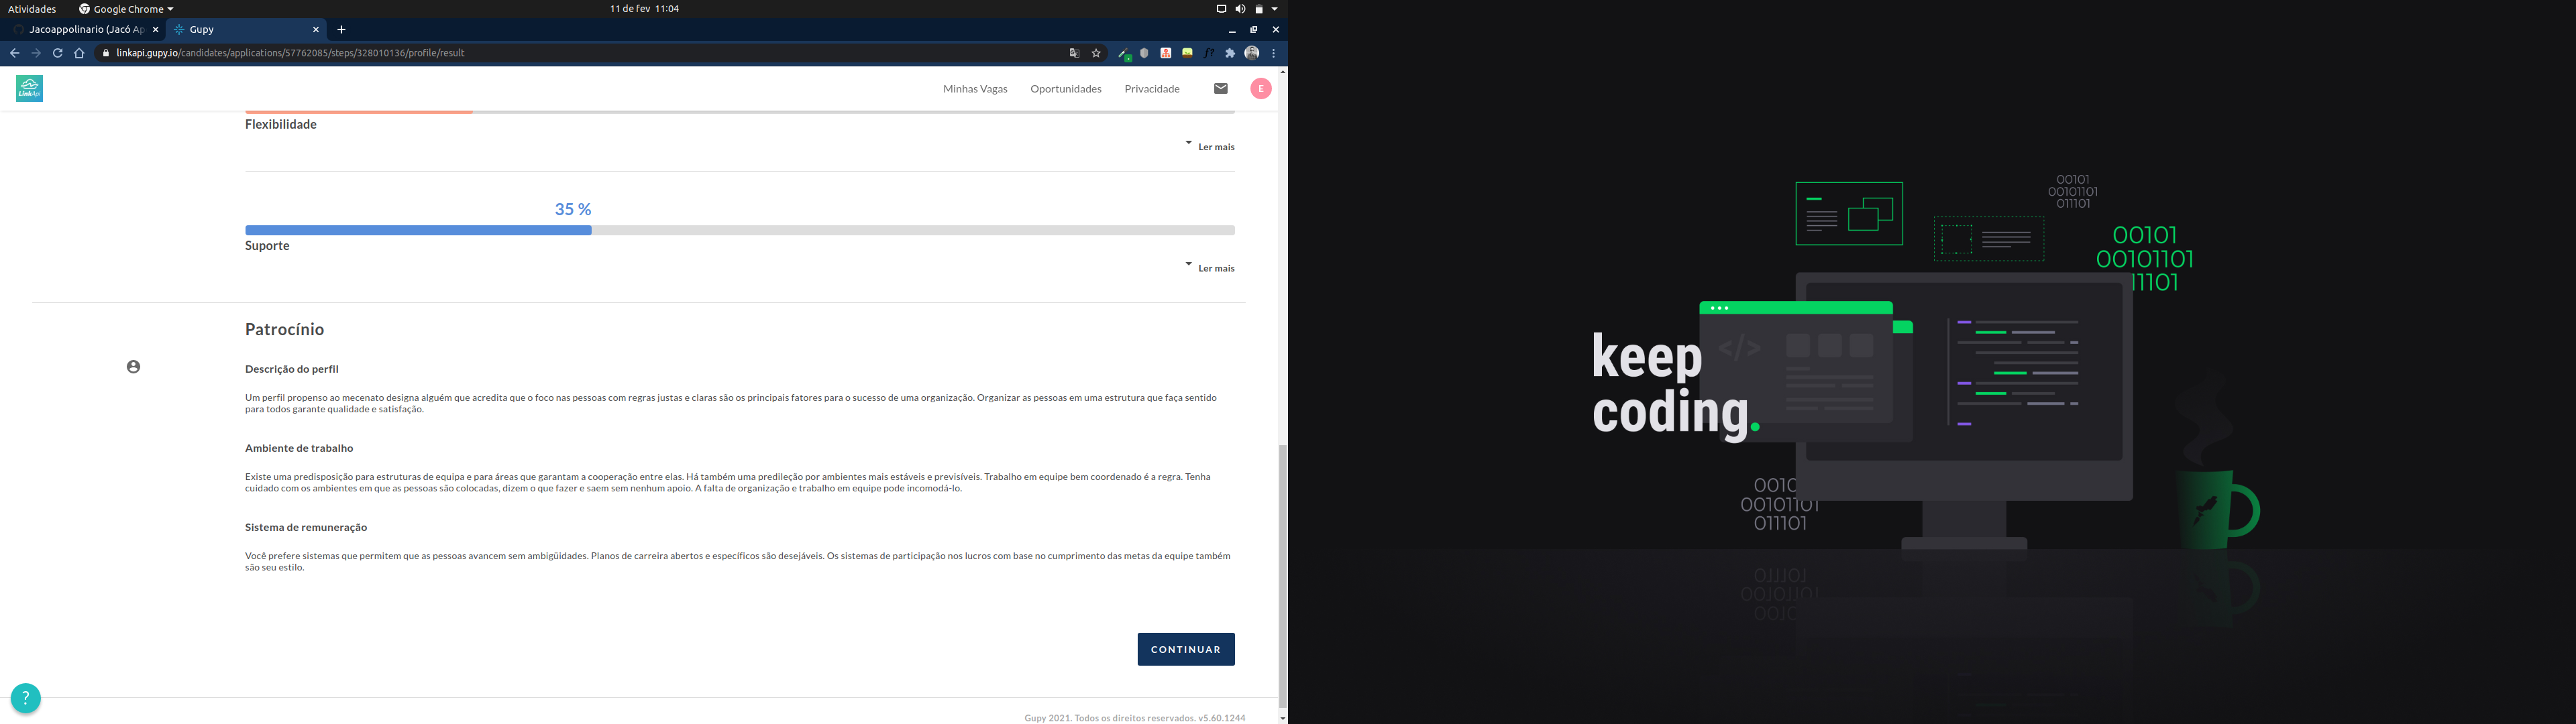 Atividades
Google Chrome
11 de fev 11:04
Jacoappolinario (Jacó Ap
Gupy
linkapi.gupy.io/candidates/applications/57762085/steps/328010136/profile/result
f?
LinkApi
Minhas Vagas
Oportunidades
Privacidade
E
Flexibilidade
Ler mais
35 %
Suporte
Ler mais
Patrocínio
Descrição do perfil
Um perfil propenso ao mecenato designa alguém que acredita que o foco nas pessoas com regras justas e claras são os principais fatores para o sucesso de uma organização. Organizar as pessoas em uma estrutura que faça sentido
para todos garante qualidade e satisfação.
Ambiente de trabalho
Existe uma predisposição para estruturas de equipa e para áreas que garantam a cooperação entre elas. Há também uma predileção por ambientes mais estáveis e previsíveis. Trabalho em equipe bem coordenado é a regra. Tenha
cuidado com os ambientes em que as pessoas são colocadas, dizem o que fazer e saem sem nenhum apoio. A falta de organização e trabalho em equipe pode incomodá-lo.
Sistema de remuneração
Você prefere sistemas que permitem que as pessoas avancem sem ambigüidades. Planos de carreira abertos e específicos são desejáveis. Os sistemas de participação nos lucros com base no cumprimento das metas da equipe também
são seu estilo.
CONTINUAR
?
Gupy 2021. Todos os direitos reservados. v5.60.1244
00101
00101101
011101
00101
00101101
11101
</>
keep
coding.
0010
00101101
011101